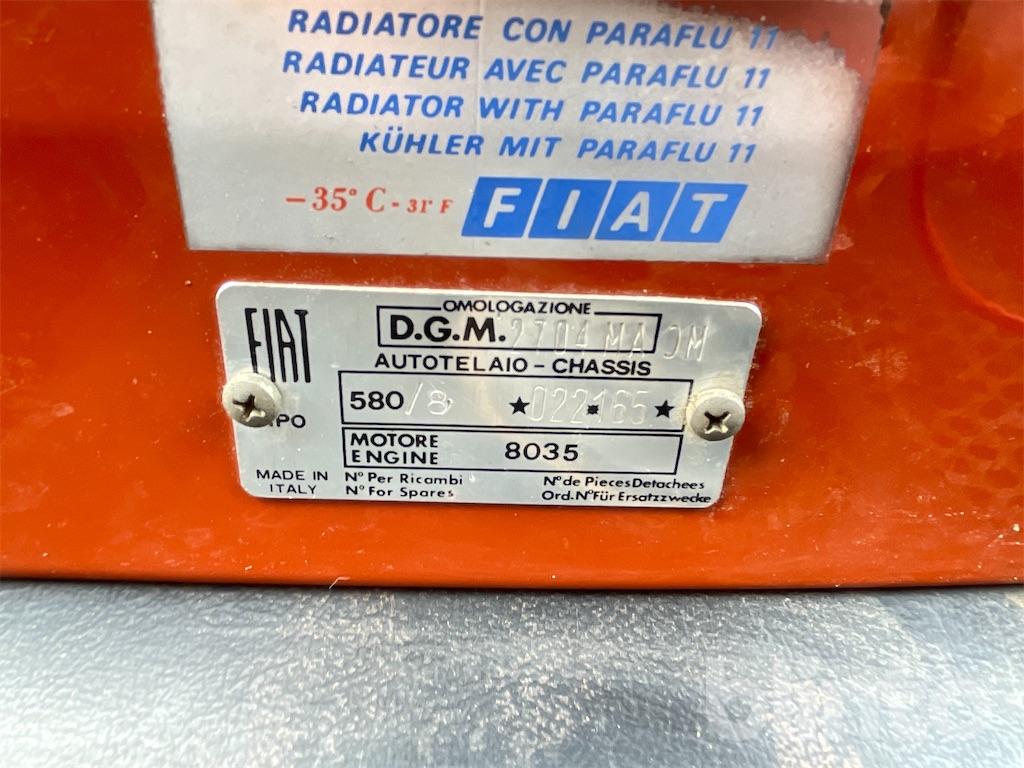 RADIATORE CON PARAFLU 11
RADIATEUR AVEC PARAFLU 11
RADIATOR WITH PARAFLU 11
KÜHLER MIT PARAFLU 11
-35° C - 31° F FIAT
FIAT
OMOLOGAZIONE
D.G.M. 2704 MA OM
AUTOTELAIO - CHASSIS
580/8 ★022165★
MOTORE
ENGINE 8035
MADE IN
ITALY
N° Per Ricambi
N° For Spares
N° de Pieces Detachees
Ord. N° Für Ersatzzwecke